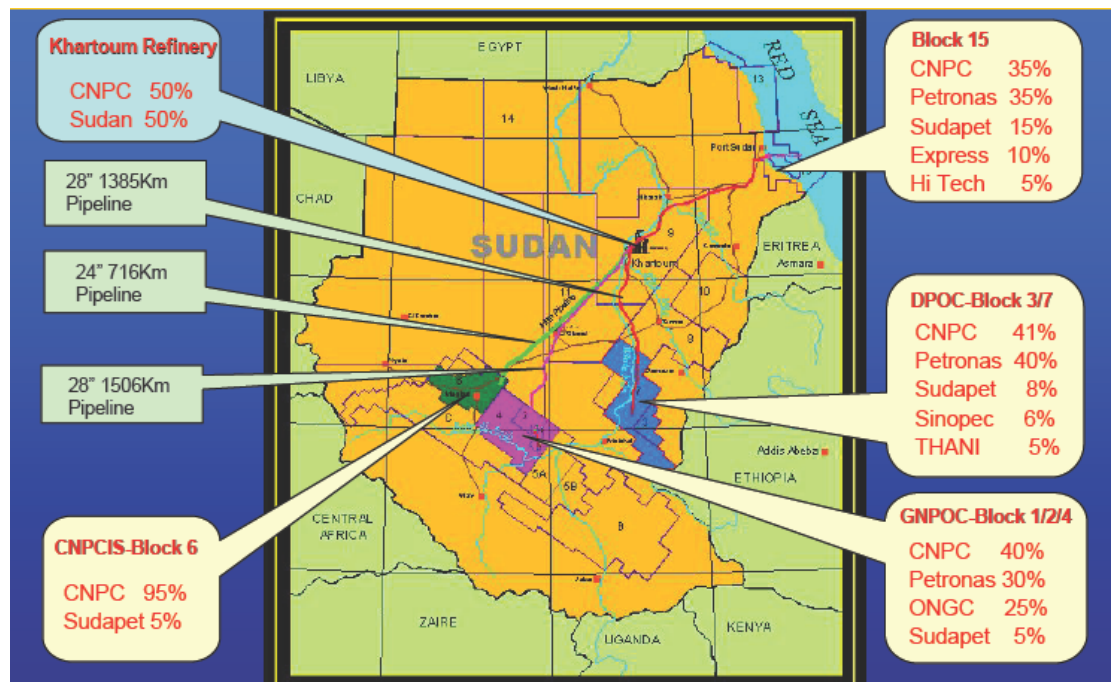 Khartoum Refinery
CNPC 50%
Sudan 50%
28” 1385Km
Pipeline
24” 716Km
Pipeline
28” 1506Km
Pipeline
CNPCIS-Block 6
CNPC 95%
Sudapet 5%
EGYPT
LIBYA
RED
SEA
13
14
Port Sudan
CHAD
SUDAN
9
Khartoum
ERITREA
Asmara
11
10
8
6
7
C
4
2
5A
5B
B
Addis Abeba
ETHIOPIA
CENTRAL
AFRICA
ZAIRE
UGANDA
KENYA
Block 15
CNPC 35%
Petronas 35%
Sudapet 15%
Express 10%
Hi Tech 5%
DPOC-Block 3/7
CNPC 41%
Petronas 40%
Sudapet 8%
Sinopec 6%
THANI 5%
GNPOC-Block 1/2/4
CNPC 40%
Petronas 30%
ONGC 25%
Sudapet 5%